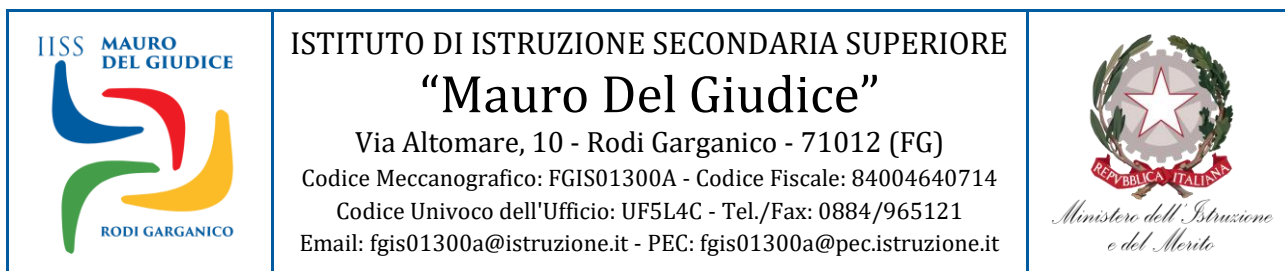 IISS MAURO
DEL GIUDICE
RODI GARGANICO
ISTITUTO DI ISTRUZIONE SECONDARIA SUPERIORE
“Mauro Del Giudice”
Via Altomare, 10 - Rodi Garganico - 71012 (FG)
Codice Meccanografico: FGIS01300A - Codice Fiscale: 84004640714
Codice Univoco dell'Ufficio: UF5L4C - Tel./Fax: 0884/965121
Email: fgis01300a@istruzione.it - PEC: fgis01300a@pec.istruzione.it
REPVBBLICA ITALIANA
Ministero dell'Istruzione
e del Merito